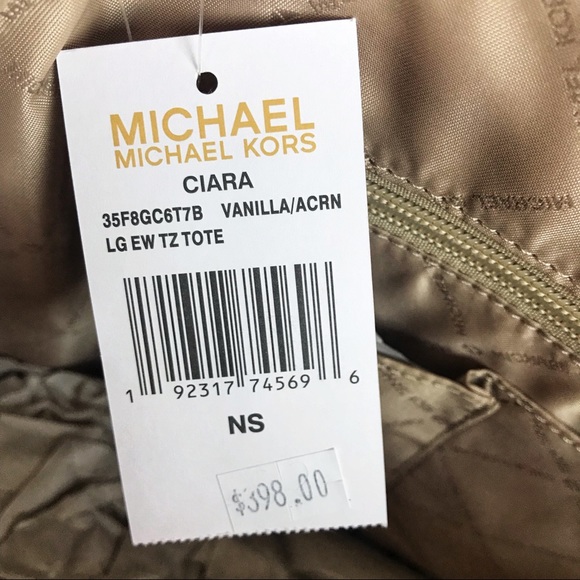 MICHAEL
MICHAEL KORS
CIARA
35F8GC6T7B VANILLA/ACRN
LG EW TZ TOTE
1 92317 74569 6
NS
$398.00